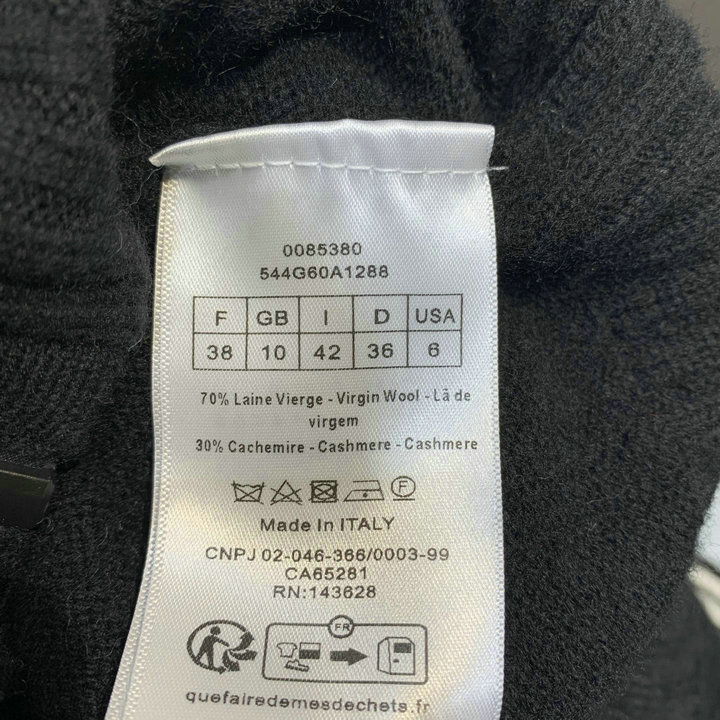 0085380
544G60A1288
F GB I D USA
38 10 42 36 6
70% Laine Vierge - Virgin Wool - Lã de
virgem
30% Cachemire - Cashmere - Cashmere
F
Made In ITALY
CNPJ 02-046-366/0003-99
CA65281
RN:143628
FR
quefairedemesdechets.fr